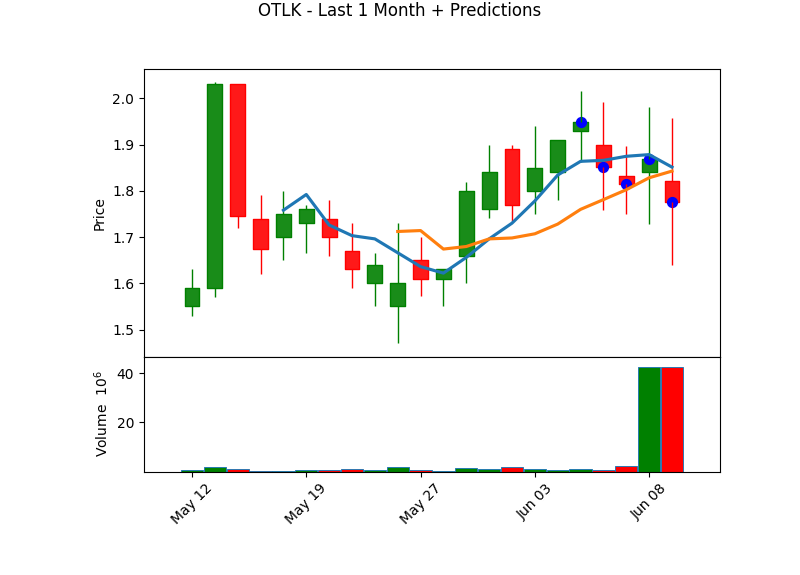 OTLK - Last 1 Month + Predictions
Price
2.0
1.9
1.8
1.7
1.6
1.5
Volume 10^6
40
20
May 12
May 19
May 27
Jun 03
Jun 08